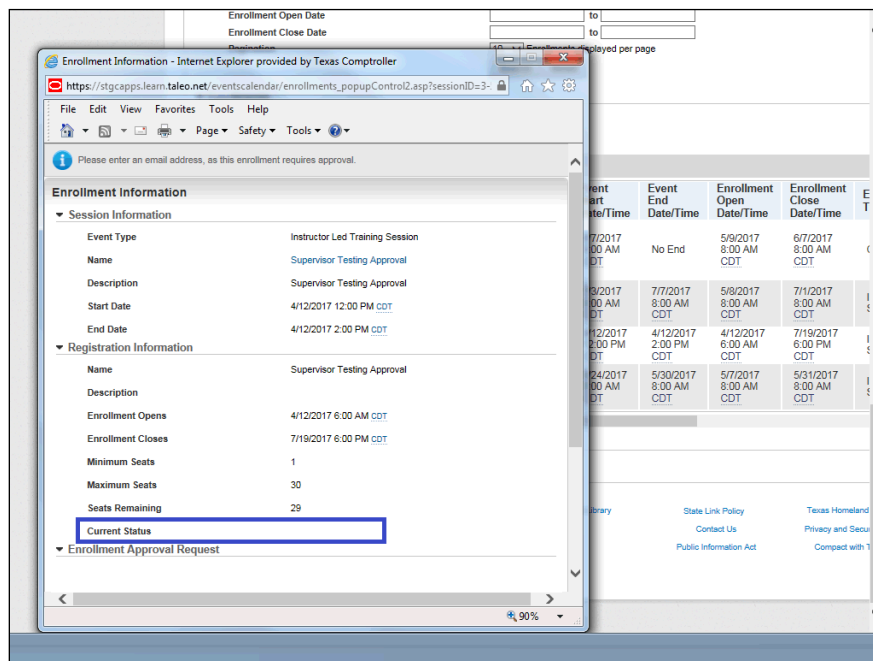 Enrollment Open Date to
Enrollment Close Date to
Enrollments displayed per page
Enrollment Information - Internet Explorer provided by Texas Comptroller
https://stgcapps.learn.taleo.net/eventscalendar/enrollments_popupControl2.asp?sessionID=3-
File Edit View Favorites Tools Help
Page Safety Tools
Please enter an email address, as this enrollment requires approval.
Enrollment Information
Session Information
Event Type Instructor Led Training Session
Name Supervisor Testing Approval
Description Supervisor Testing Approval
Start Date 4/12/2017 12:00 PM CDT
End Date 4/12/2017 2:00 PM CDT
Registration Information
Name Supervisor Testing Approval
Description
Enrollment Opens 4/12/2017 6:00 AM CDT
Enrollment Closes 7/19/2017 6:00 PM CDT
Minimum Seats 1
Maximum Seats 30
Seats Remaining 29
Current Status
Enrollment Approval Request
90%
Event Enrollment Enrollment
End Open Close
Date/Time Date/Time Date/Time
5/9/2017 6/7/2017
No End 8:00 AM 8:00 AM
CDT CDT
7/7/2017 5/8/2017 7/1/2017
8:00 AM 8:00 AM 8:00 AM
CDT CDT CDT
4/12/2017 4/12/2017 7/19/2017
2:00 PM 6:00 AM 6:00 PM
CDT CDT CDT
5/30/2017 5/7/2017 5/31/2017
8:00 AM 8:00 AM 8:00 AM
CDT CDT CDT
State Link Policy Texas Homeland
Contact Us Privacy and Secu
Public Information Act Compact with T